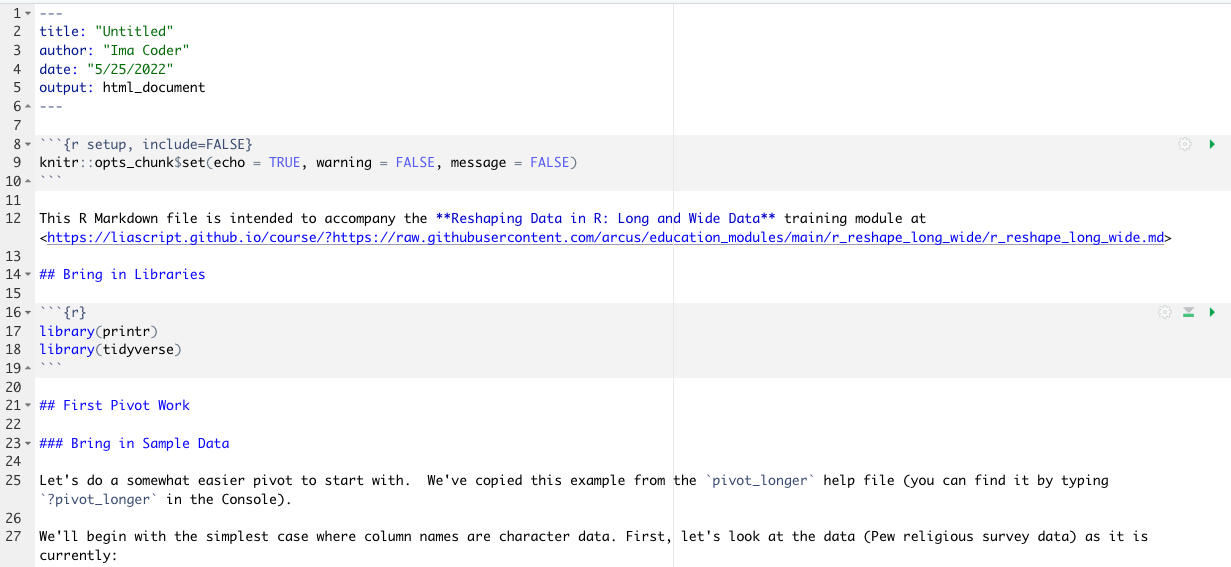 1 ---
2 title: "Untitled"
3 author: "Ima Coder"
4 date: "5/25/2022"
5 output: html_document
6 ---
7
8 ```{r setup, include=FALSE}
9 knitr::opts_chunk$set(echo = TRUE, warning = FALSE, message = FALSE)
10 ```
11
12 This R Markdown file is intended to accompany the **Reshaping Data in R: Long and Wide Data** training module at
<https://liascript.github.io/course/?https://raw.githubusercontent.com/arcus/education_modules/main/r_reshape_long_wide/r_reshape_long_wide.md>
13
14 ## Bring in Libraries
15
16 ```{r}
17 library(printr)
18 library(tidyverse)
19 ```
20
21 ## First Pivot Work
22
23 ### Bring in Sample Data
24
25 Let's do a somewhat easier pivot to start with.  We've copied this example from the `pivot_longer` help file (you can find it by typing
`?pivot_longer` in the Console).
26
27 We'll begin with the simplest case where column names are character data. First, let's look at the data (Pew religious survey data) as it is
currently: